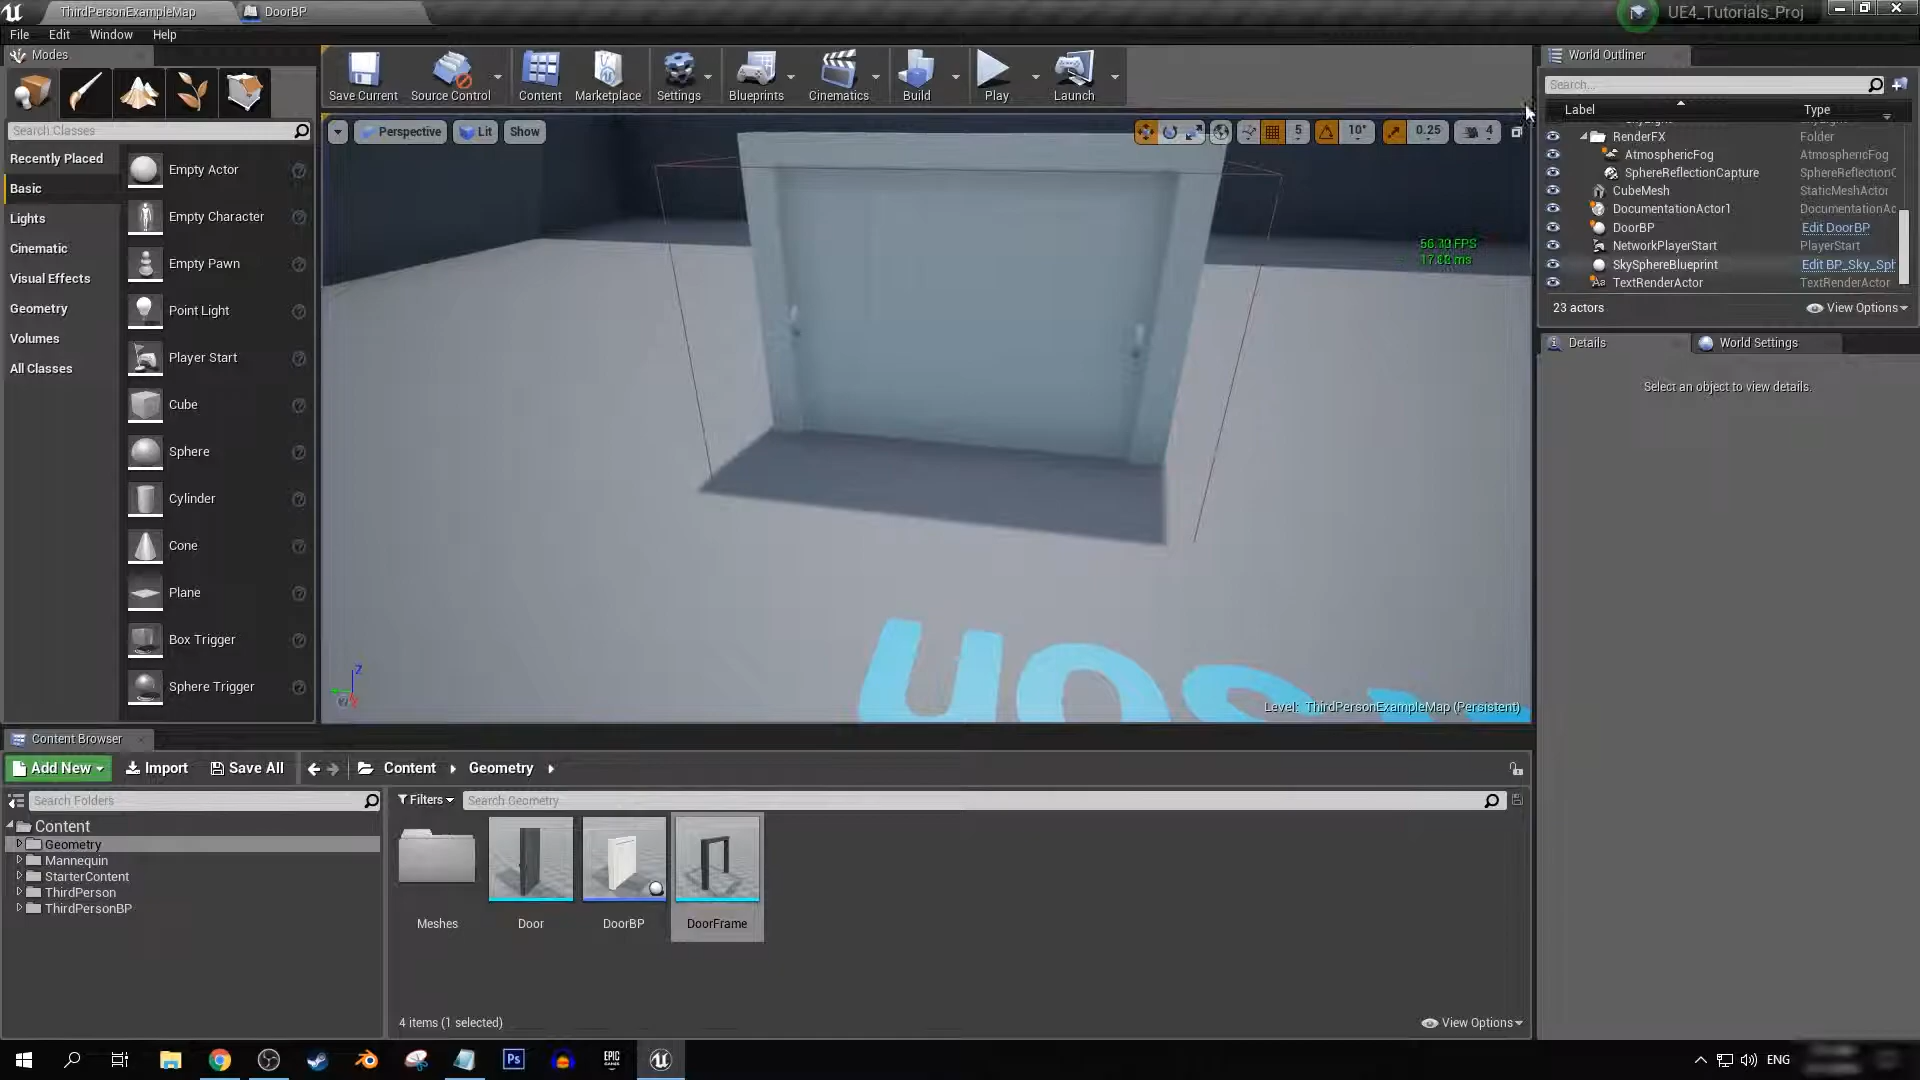 ThirdPersonExampleMap
DoorBP
UE4_Tutorials_Proj
File
Edit
Window
Help
Modes
Search Classes
Recently Placed
Basic
Lights
Cinematic
Visual Effects
Geometry
Volumes
All Classes
Empty Actor
Empty Character
Empty Pawn
Point Light
Player Start
Cube
Sphere
Cylinder
Cone
Plane
Box Trigger
Sphere Trigger
Save Current
Source Control
Content
Marketplace
Settings
Blueprints
Cinematics
Build
Play
Launch
Perspective
Lit
Show
5
10°
0.25
4
Level: ThirdPersonExampleMap (Persistent)
World Outliner
Search...
Label
Type
RenderFX
Folder
AtmosphericFog
AtmosphericFog
SphereReflectionCapture
SphereReflectionC
CubeMesh
StaticMeshActor
DocumentationActor1
DocumentationAc
DoorBP
Edit DoorBP
NetworkPlayerStart
PlayerStart
SkySphereBlueprint
Edit BP_Sky_Sph
TextRenderActor
TextRenderActor
23 actors
View Options
Details
World Settings
Select an object to view details.
Content Browser
Add New
Import
Save All
Content
Geometry
Search Folders
Content
Geometry
Mannequin
StarterContent
ThirdPerson
ThirdPersonBP
Filters
Search Geometry
Meshes
Door
DoorBP
DoorFrame
4 items (1 selected)
View Options
Ps
EPIC
GAMES
ENG